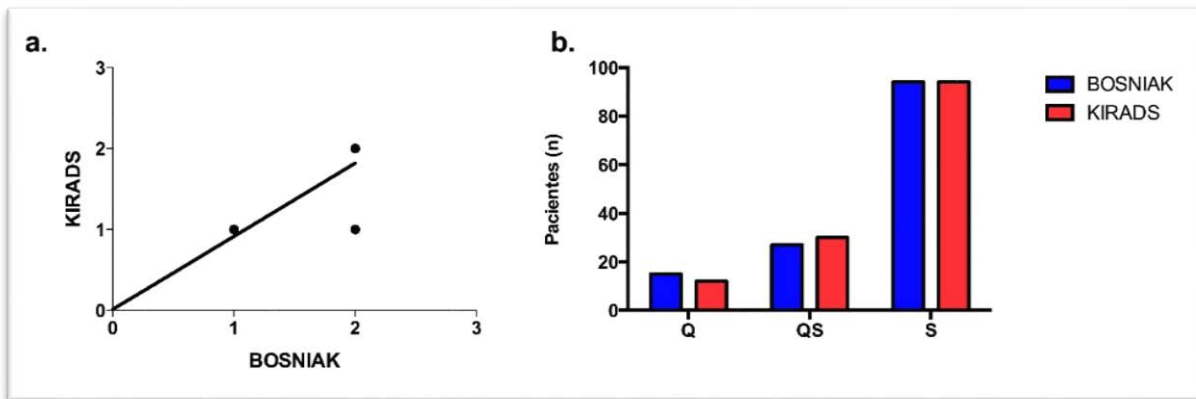 a.
3
2
1
0
KIRADS
0 1 2 3
BOSNIAK
b.
100
80
60
40
20
0
Pacientes (n)
Q QS S
BOSNIAK
KIRADS